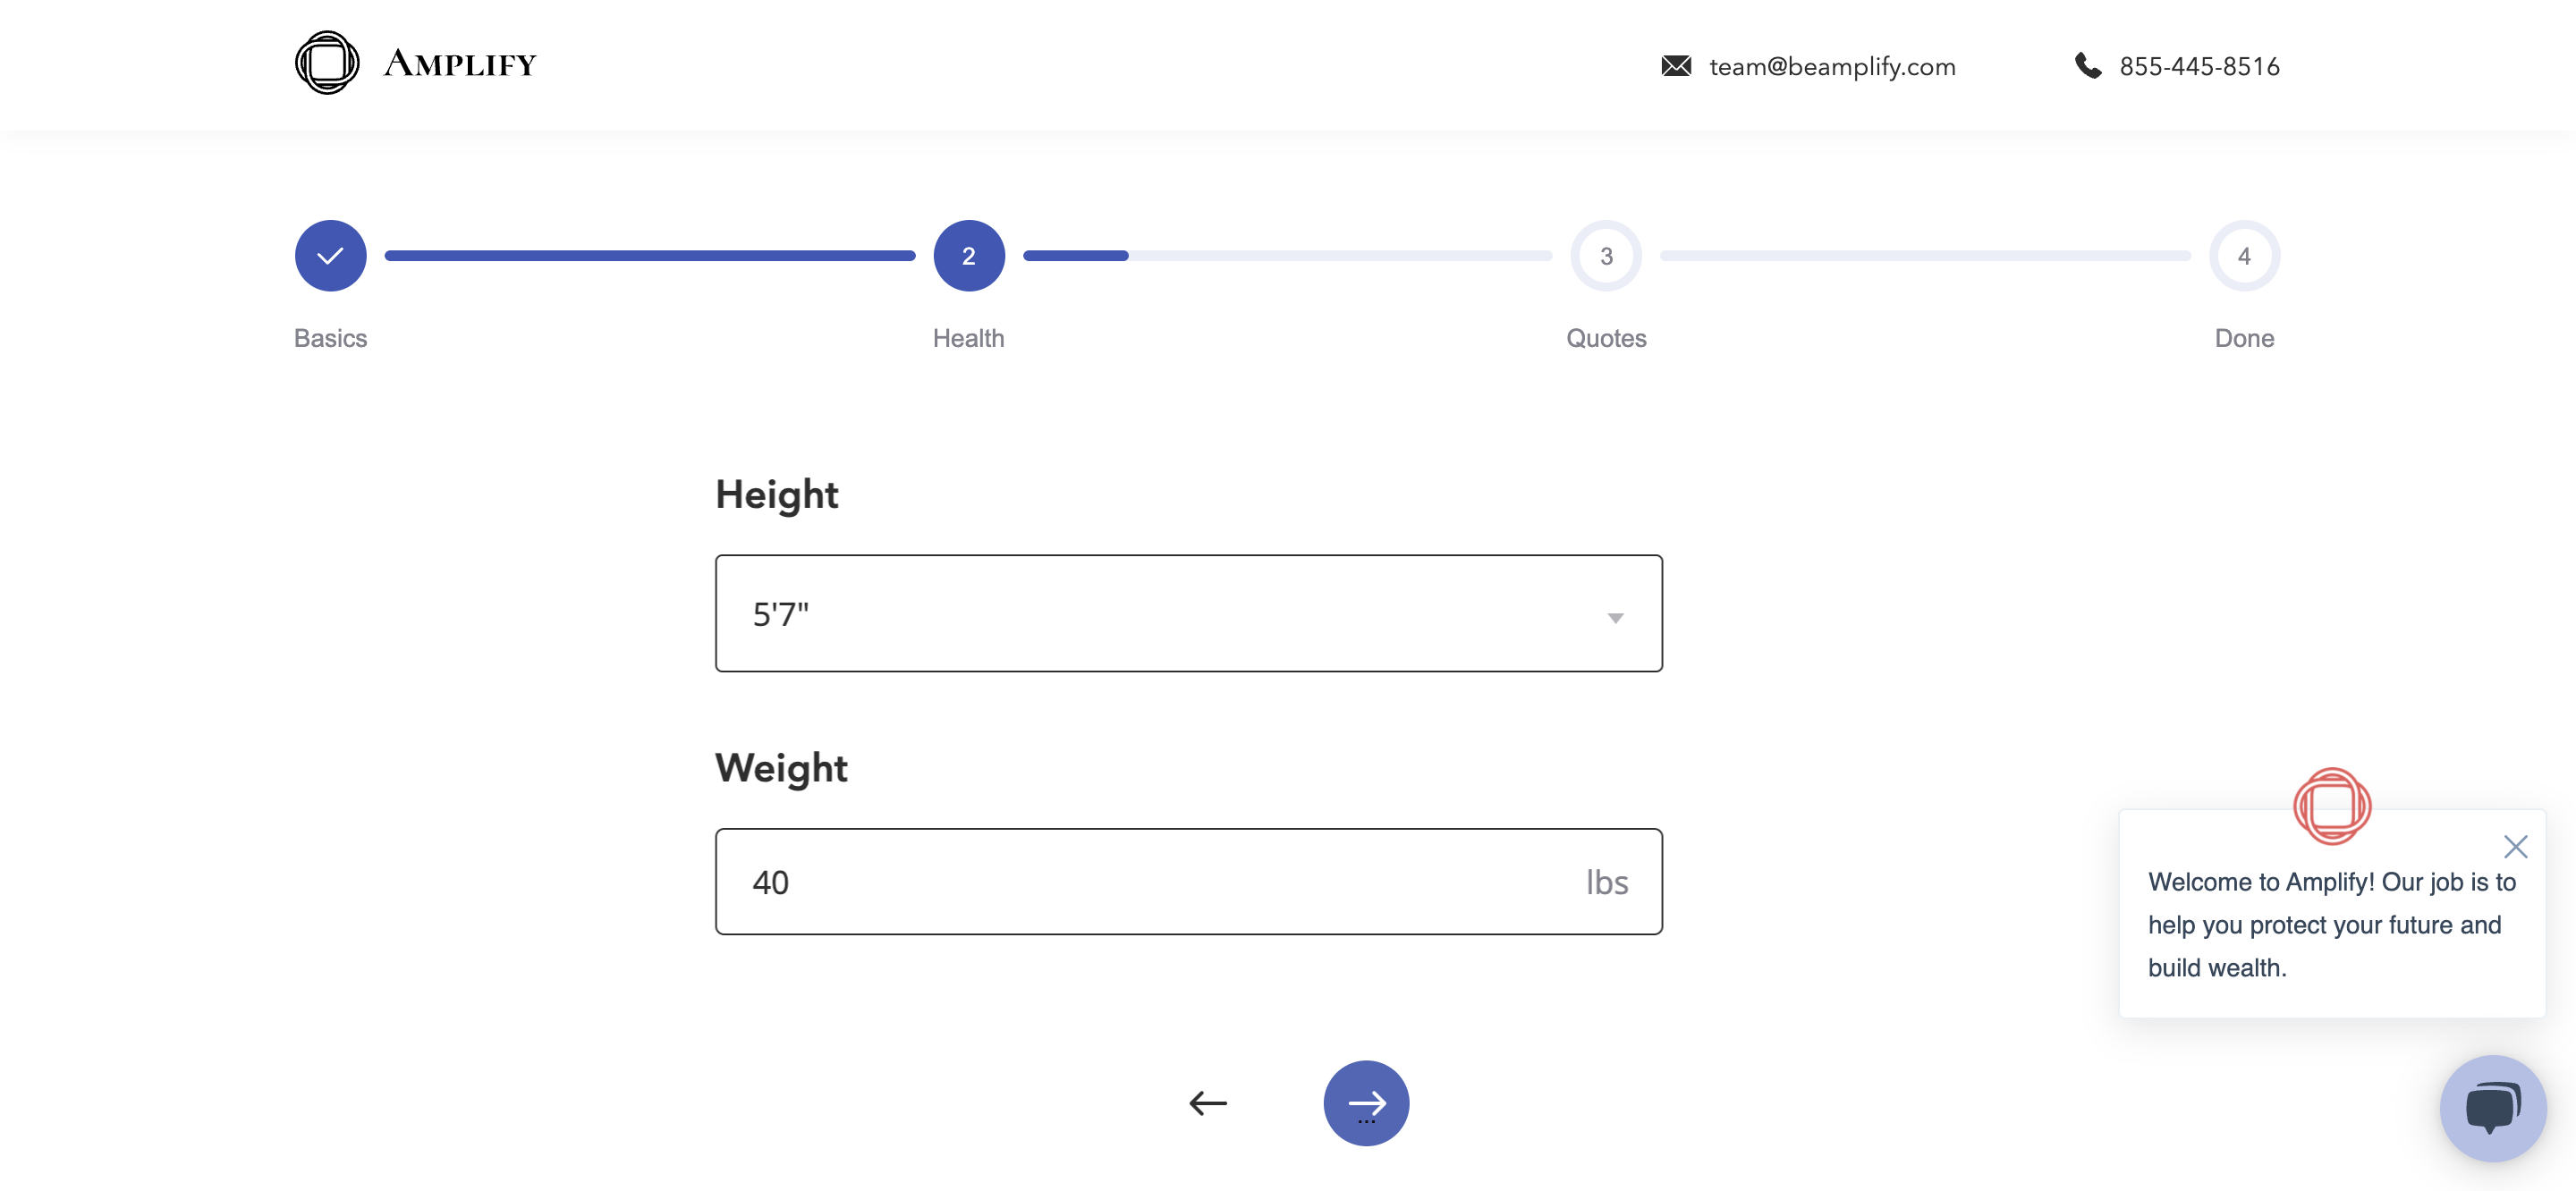 AMPLIFY
team@beamplify.com
855-445-8516
2
3
4
Basics
Health
Quotes
Done
Height
5'7"
Weight
40
lbs
Welcome to Amplify! Our job is to
help you protect your future and
build wealth.
...